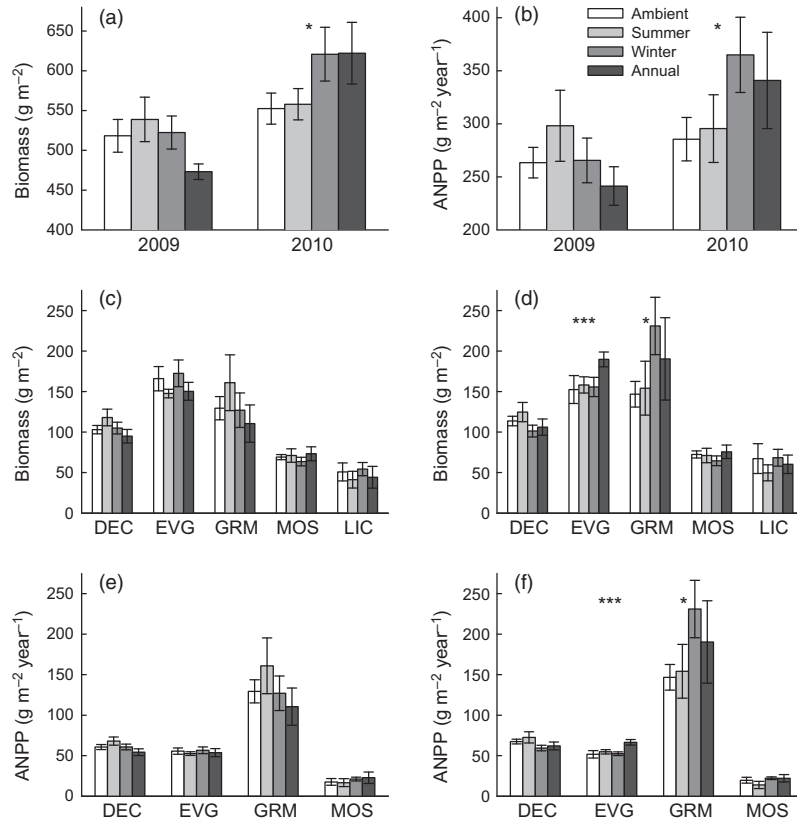 (a)
*
Biomass (g m⁻²)
650
600
550
500
450
400
2009
2010
(b)
Ambient
Summer
Winter
Annual
*
ANPP (g m⁻² year⁻¹)
400
350
300
250
200
2009
2010
(c)
Biomass (g m⁻²)
250
200
150
100
50
0
DEC EVG GRM MOS LIC
(d)
*** *
Biomass (g m⁻²)
250
200
150
100
50
0
DEC EVG GRM MOS LIC
(e)
ANPP (g m⁻² year⁻¹)
250
200
150
100
50
0
DEC EVG GRM MOS
(f)
*** *
ANPP (g m⁻² year⁻¹)
250
200
150
100
50
0
DEC EVG GRM MOS